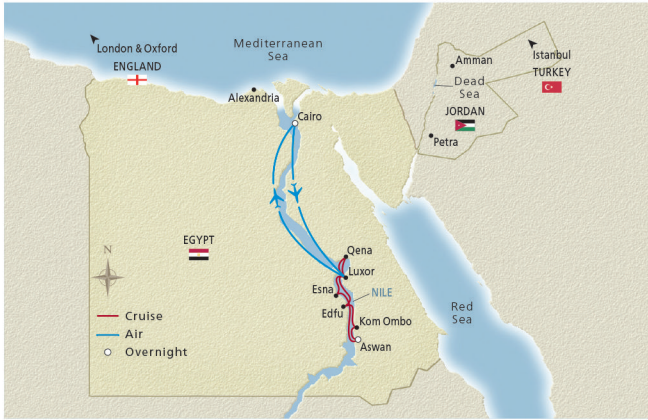 London & Oxford
ENGLAND
Mediterranean
Sea
Alexandria
Cairo
Amman
Dead
Sea
JORDAN
Petra
Istanbul
TURKEY
EGYPT
N
Qena
Luxor
Esna
NILE
Edfu
Kom Ombo
Aswan
Red
Sea
Cruise
Air
Overnight